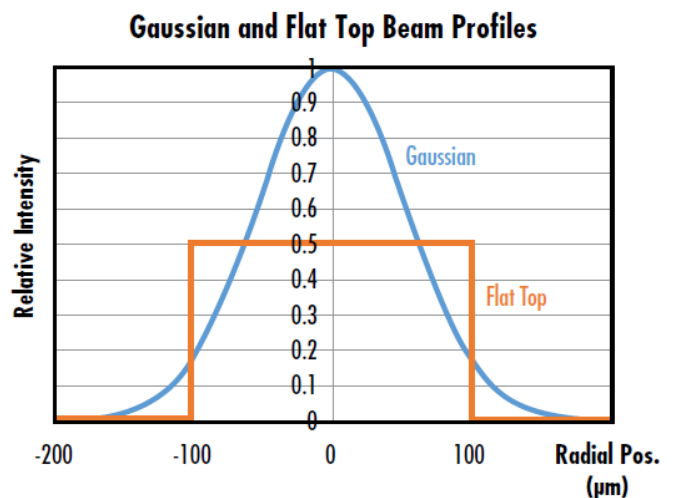 Gaussian and Flat Top Beam Profiles
Relative Intensity
1
0.9
0.8
0.7
0.6
0.5
0.4
0.3
0.2
0.1
0
Gaussian
Flat Top
-200 -100 0 100 Radial Pos.
(µm)